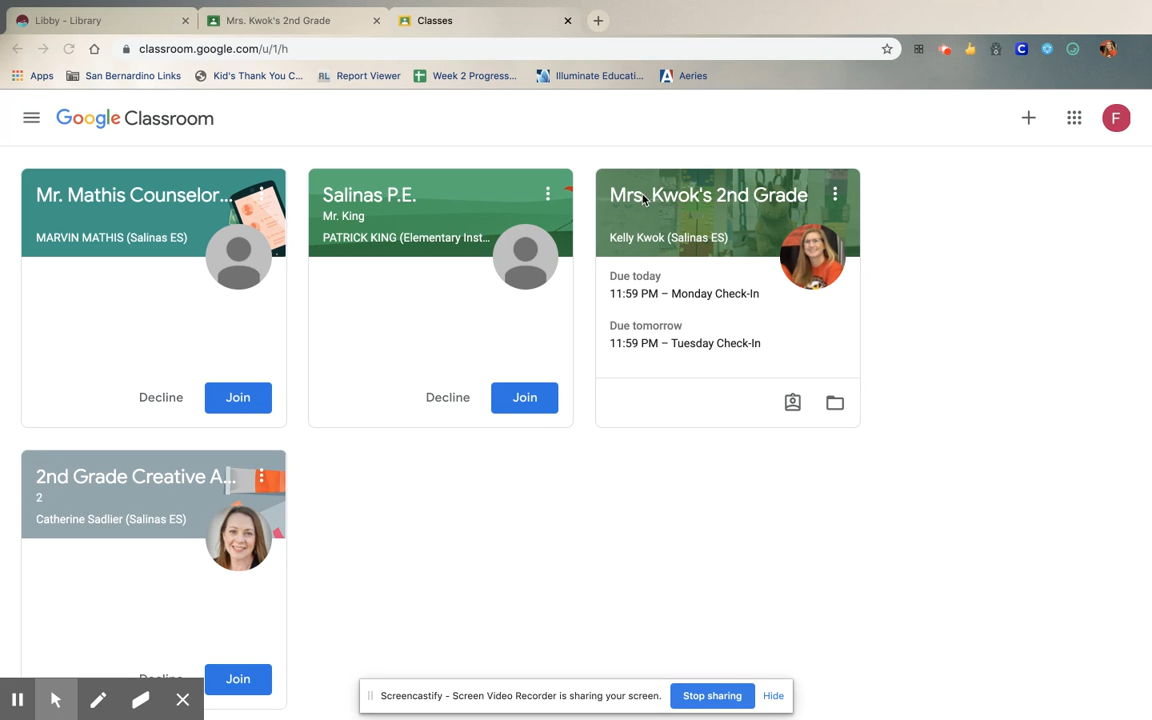 Libby - Library
Mrs. Kwok's 2nd Grade
Classes
classroom.google.com/u/1/h
Apps
San Bernardino Links
Kid's Thank You C...
RL Report Viewer
Week 2 Progress...
Illuminate Educati...
Aeries
Google Classroom
F
Mr. Mathis Counselor...
MARVIN MATHIS (Salinas ES)
Decline
Join
Salinas P.E.
Mr. King
PATRICK KING (Elementary Inst...
Decline
Join
Mrs. Kwok's 2nd Grade
Kelly Kwok (Salinas ES)
Due today
11:59 PM – Monday Check-In
Due tomorrow
11:59 PM – Tuesday Check-In
2nd Grade Creative A...
2
Catherine Sadlier (Salinas ES)
Decline
Join
Screencastify - Screen Video Recorder is sharing your screen.
Stop sharing
Hide